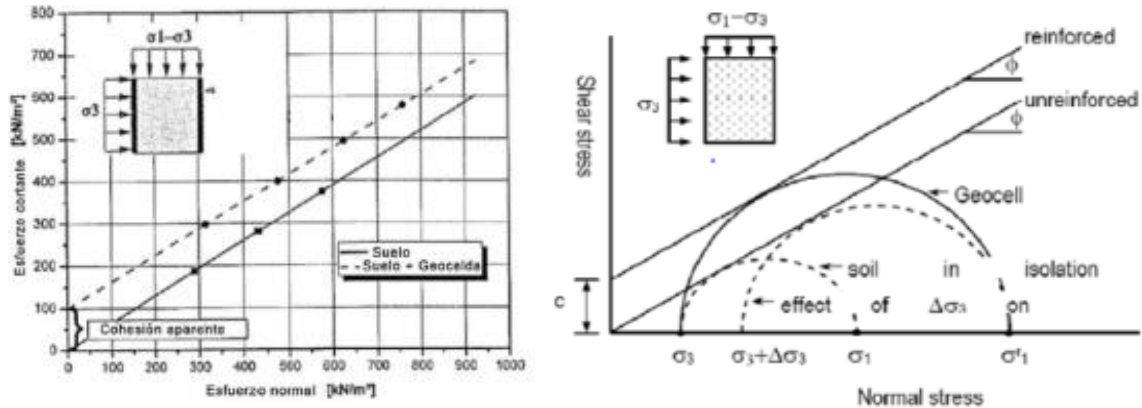 800
700
600
500
400
300
200
100
0
Esfuerzo cortante [kN/m²]
σ1–σ3
σ3
Suelo
Suelo + Geocelda
Cohesión aparente
0 100 200 300 400 500 600 700 800 900 1000
Esfuerzo normal [kN/m²]
Shear stress
σ₁–σ₃
reinforced
ϕ
unreinforced
ϕ
Geocell
soil in isolation
effect of Δσ₃ on
c
σ₃ σ₃+Δσ₃ σ₁ σ'₁
Normal stress